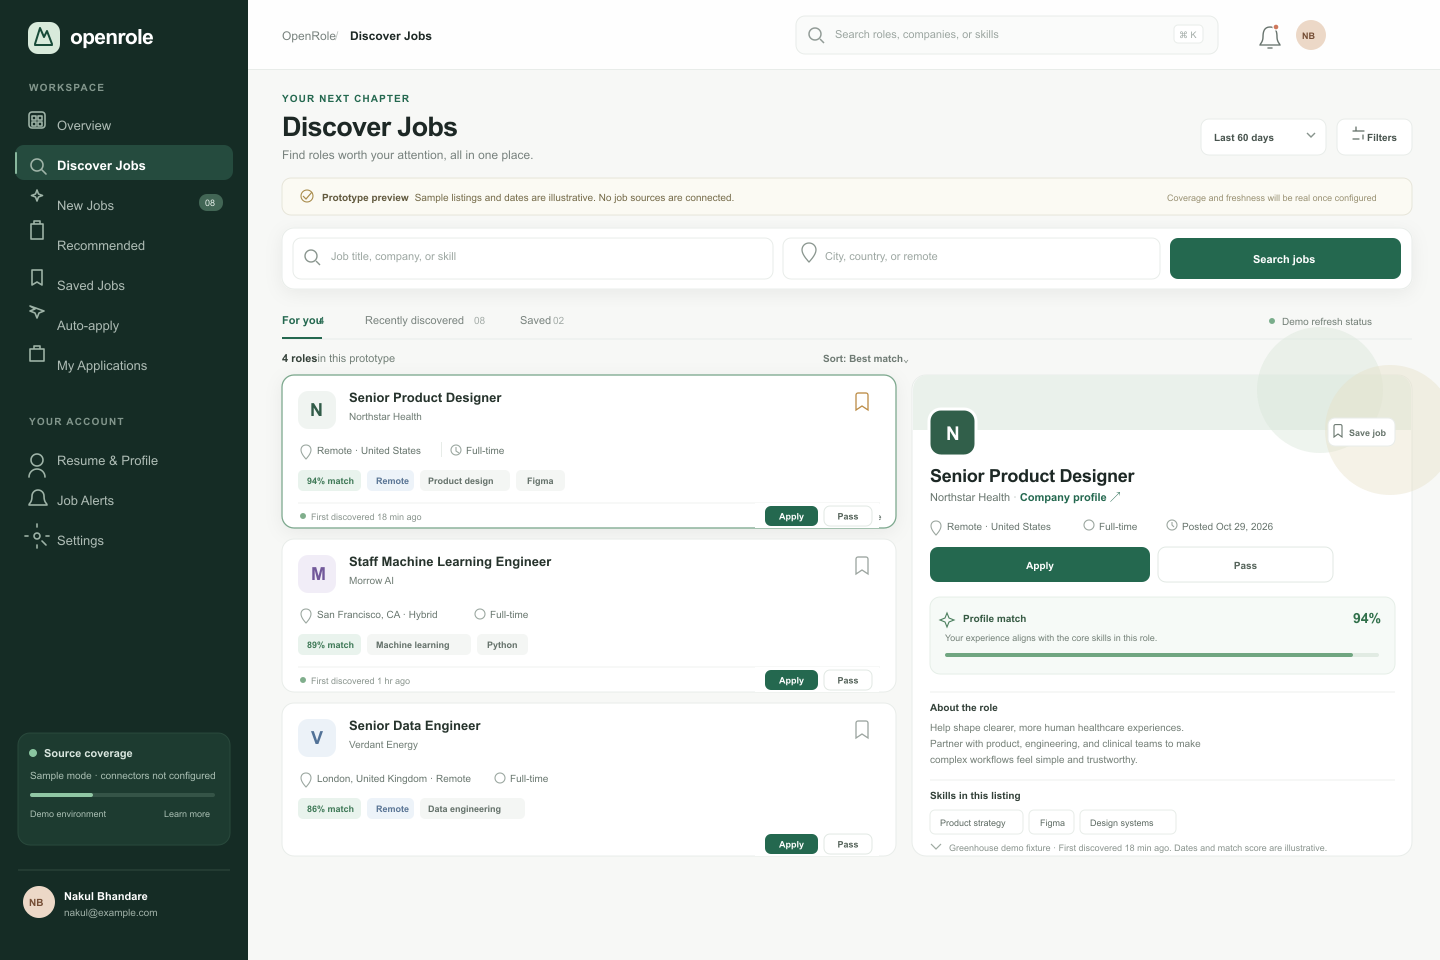 openrole
WORKSPACE
Overview
Discover Jobs
New Jobs 08
Recommended
Saved Jobs
Auto-apply
My Applications
YOUR ACCOUNT
Resume & Profile
Job Alerts
Settings
Source coverage
Sample mode · connectors not configured
Demo environment Learn more
NB Nakul Bhandare
nakul@example.com
OpenRole / Discover Jobs
Search roles, companies, or skills ⌘ K
NB
YOUR NEXT CHAPTER
Discover Jobs
Find roles worth your attention, all in one place.
Last 60 days Filters
Prototype preview Sample listings and dates are illustrative. No job sources are connected. Coverage and freshness will be real once configured
Job title, company, or skill City, country, or remote Search jobs
For you Recently discovered 08 Saved 02 Demo refresh status
4 roles in this prototype Sort: Best match
N Senior Product Designer
Northstar Health
Remote · United States Full-time
94% match Remote Product design Figma
First discovered 18 min ago Apply Pass
M Staff Machine Learning Engineer
Morrow AI
San Francisco, CA · Hybrid Full-time
89% match Machine learning Python
First discovered 1 hr ago Apply Pass
V Senior Data Engineer
Verdant Energy
London, United Kingdom · Remote Full-time
86% match Remote Data engineering
Apply Pass
N Save job
Senior Product Designer
Northstar Health · Company profile
Remote · United States Full-time Posted Oct 29, 2026
Apply Pass
Profile match 94%
Your experience aligns with the core skills in this role.
About the role
Help shape clearer, more human healthcare experiences.
Partner with product, engineering, and clinical teams to make
complex workflows feel simple and trustworthy.
Skills in this listing
Product strategy Figma Design systems
Greenhouse demo fixture · First discovered 18 min ago. Dates and match score are illustrative.